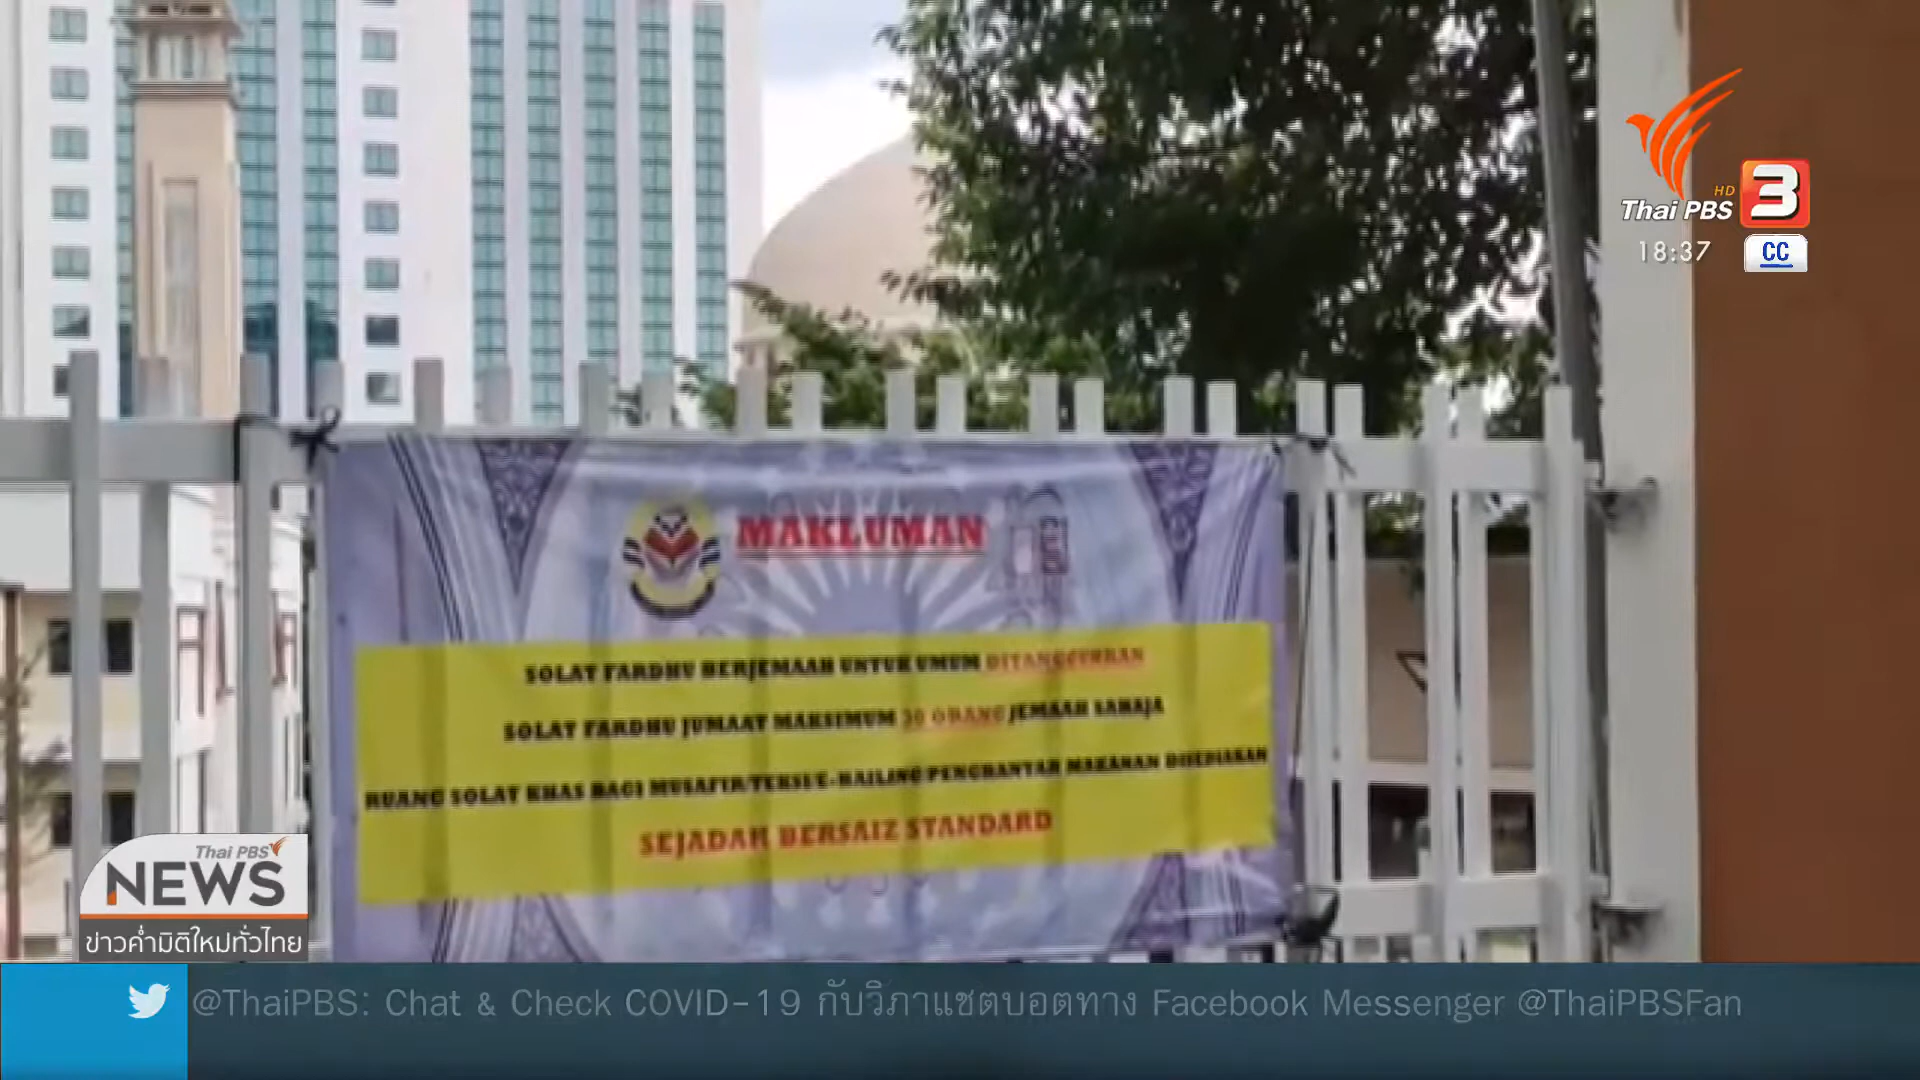 HD
Thai PBS 3
18:37 CC
MAKLUMAN
SOLAT FARDHU BERJEMAAH UNTUK UMUM DITANGGUHKAN
SOLAT FARDHU JUMAAT MAKSIMUM 30 ORANG JEMAAH SAHAJA
RUANG SOLAT KHAS BAGI MUSAFIR/TEKSI/E-HAILING/PENGHANTAR MAKANAN DISEDIAKAN
SEJADAH BERSAIZ STANDARD
Thai PBS
NEWS
ข่าวค่ำมิติใหม่ทั่วไทย
@ThaiPBS: Chat & Check COVID-19 กับวิภาแชตบอตทาง Facebook Messenger @ThaiPBSFan